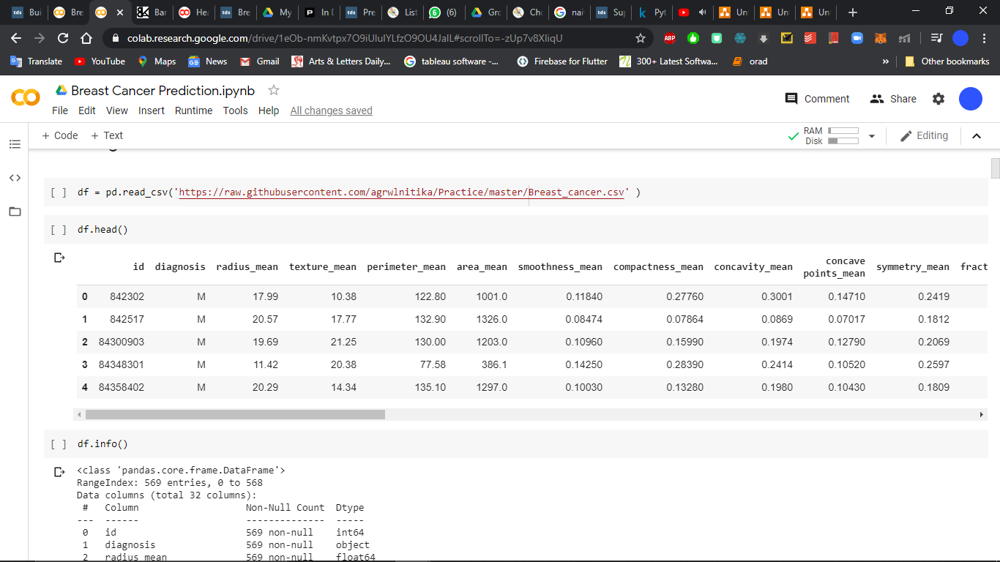 Bui Bre Bar He Bre My In I Pre List (6) Gro Cho nai Sup Pyt Un Un Un
colab.research.google.com/drive/1eOb-nmKvtpx7O9iUluIYLfzO9OU4JalL#scrollTo=-zUp7v8XIiqU
Translate YouTube Maps News Gmail Arts & Letters Daily... tableau software -... Firebase for Flutter 300+ Latest Softwa... orad » Other bookmarks
Breast Cancer Prediction.ipynb
Comment Share
File Edit View Insert Runtime Tools Help All changes saved
+ Code + Text RAM Disk Editing
[ ] df = pd.read_csv('https://raw.githubusercontent.com/agrwlnitika/Practice/master/Breast_cancer.csv' )
[ ] df.head()
id diagnosis radius_mean texture_mean perimeter_mean area_mean smoothness_mean compactness_mean concavity_mean concave points_mean symmetry_mean fract
0 842302 M 17.99 10.38 122.80 1001.0 0.11840 0.27760 0.3001 0.14710 0.2419
1 842517 M 20.57 17.77 132.90 1326.0 0.08474 0.07864 0.0869 0.07017 0.1812
2 84300903 M 19.69 21.25 130.00 1203.0 0.10960 0.15990 0.1974 0.12790 0.2069
3 84348301 M 11.42 20.38 77.58 386.1 0.14250 0.28390 0.2414 0.10520 0.2597
4 84358402 M 20.29 14.34 135.10 1297.0 0.10030 0.13280 0.1980 0.10430 0.1809
[ ] df.info()
<class 'pandas.core.frame.DataFrame'>
RangeIndex: 569 entries, 0 to 568
Data columns (total 32 columns):
# Column Non-Null Count Dtype
--- ------ -------------- -----
0 id 569 non-null int64
1 diagnosis 569 non-null object
2 radius_mean 569 non-null float64